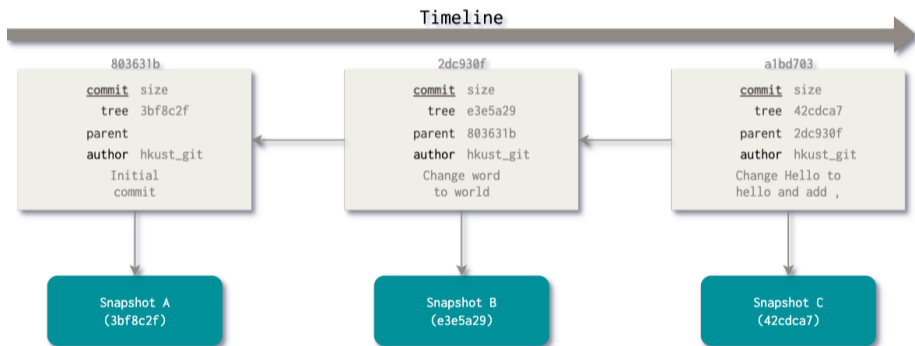 Timeline
803631b
commit size
tree 3bf8c2f
parent
author hkust_git
Initial
commit
Snapshot A
(3bf8c2f)
2dc930f
commit size
tree e3e5a29
parent 803631b
author hkust_git
Change word
to world
Snapshot B
(e3e5a29)
a1bd703
commit size
tree 42cdca7
parent 2dc930f
author hkust_git
Change Hello to
hello and add ,
Snapshot C
(42cdca7)